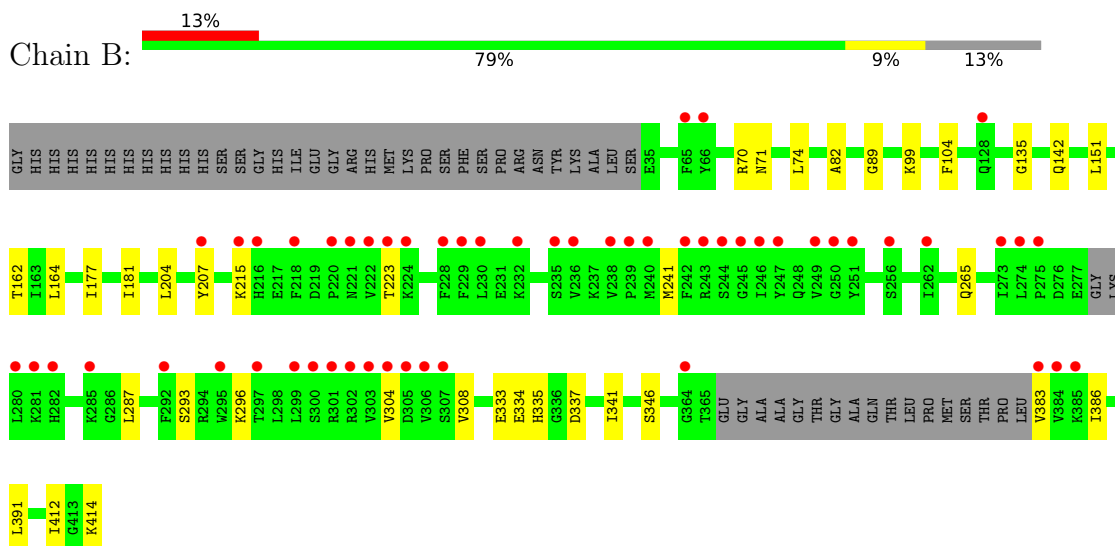 13%
Chain B:
79% 9% 13%
GLY HIS HIS HIS HIS HIS HIS HIS HIS HIS HIS SER SER GLY HIS ILE GLU GLY ARG HIS MET LYS PRO SER PHE SER PRO ARG ASN TYR LYS ALA LEU SER E35 F65 Y66 R70 N71 L74 A82 G89 K99 F104 Q128 G135 Q142 L151
T162 I163 L164 I177 I181 L204 Y207 K215 H216 E217 F218 D219 P220 N221 V222 T223 K224 F228 F229 L230 E231 K232 S235 V236 K237 V238 P239 M240 M241 F242 R243 S244 G245 I246 Y247 Q248 V249 G250 Y251 S256 I262 Q265 I273 L274 P275 D276 E277 GLY LYS
L280 K281 H282 K285 G286 L287 F292 S293 R294 W295 K296 T297 L298 L299 S300 R301 R302 V303 V304 D305 V306 S307 V308 E333 E334 H335 G336 D337 I341 S346 G364 T365 GLU GLY ALA ALA GLY THR GLY ALA GLN THR LEU PRO MET SER THR PRO LEU V383 V384 K385 I386
L391 I412 G413 K414